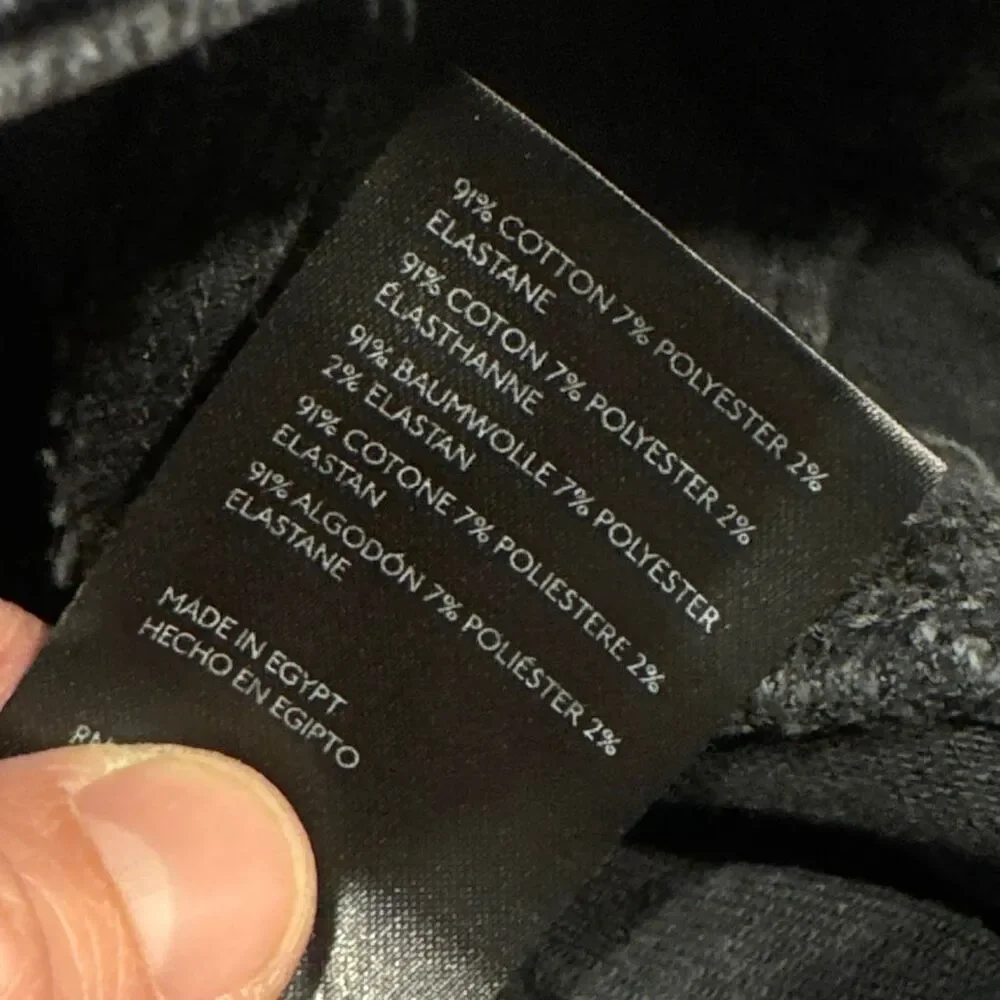 91% COTTON 7% POLYESTER 2%
ELASTANE
91% COTON 7% POLYESTER 2%
ÉLASTHANNE
91% BAUMWOLLE 7% POLYESTER
2% ELASTAN
91% COTONE 7% POLIESTERE 2%
ELASTAN
91% ALGODÓN 7% POLIÉSTER 2%
ELASTANE
MADE IN EGYPT
HECHO EN EGIPTO